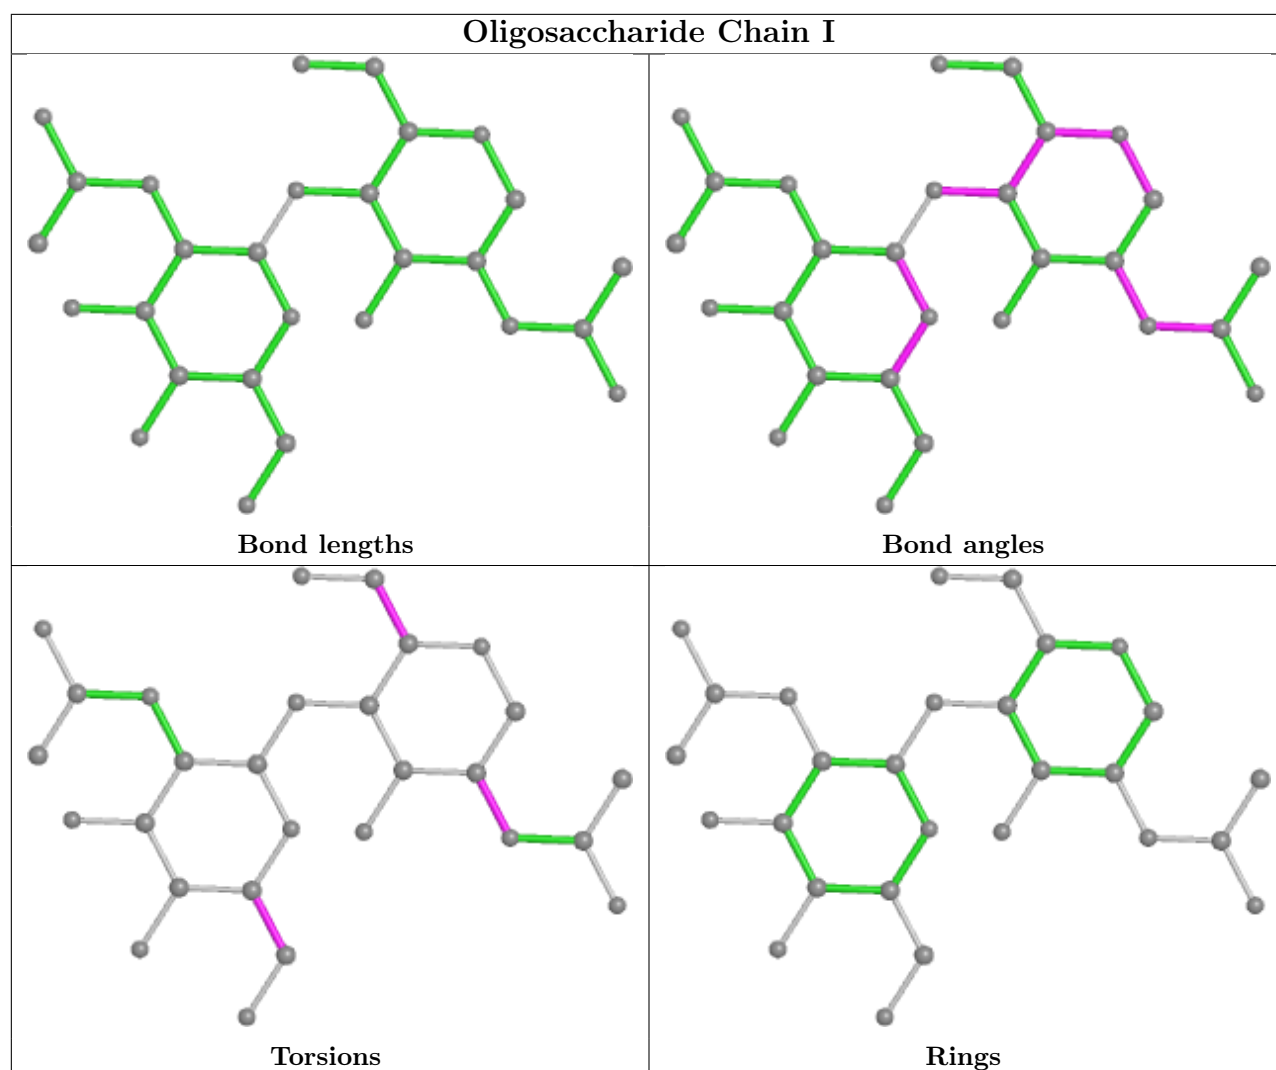 Oligosaccharide Chain I
Bond lengths
Bond angles
Torsions
Rings